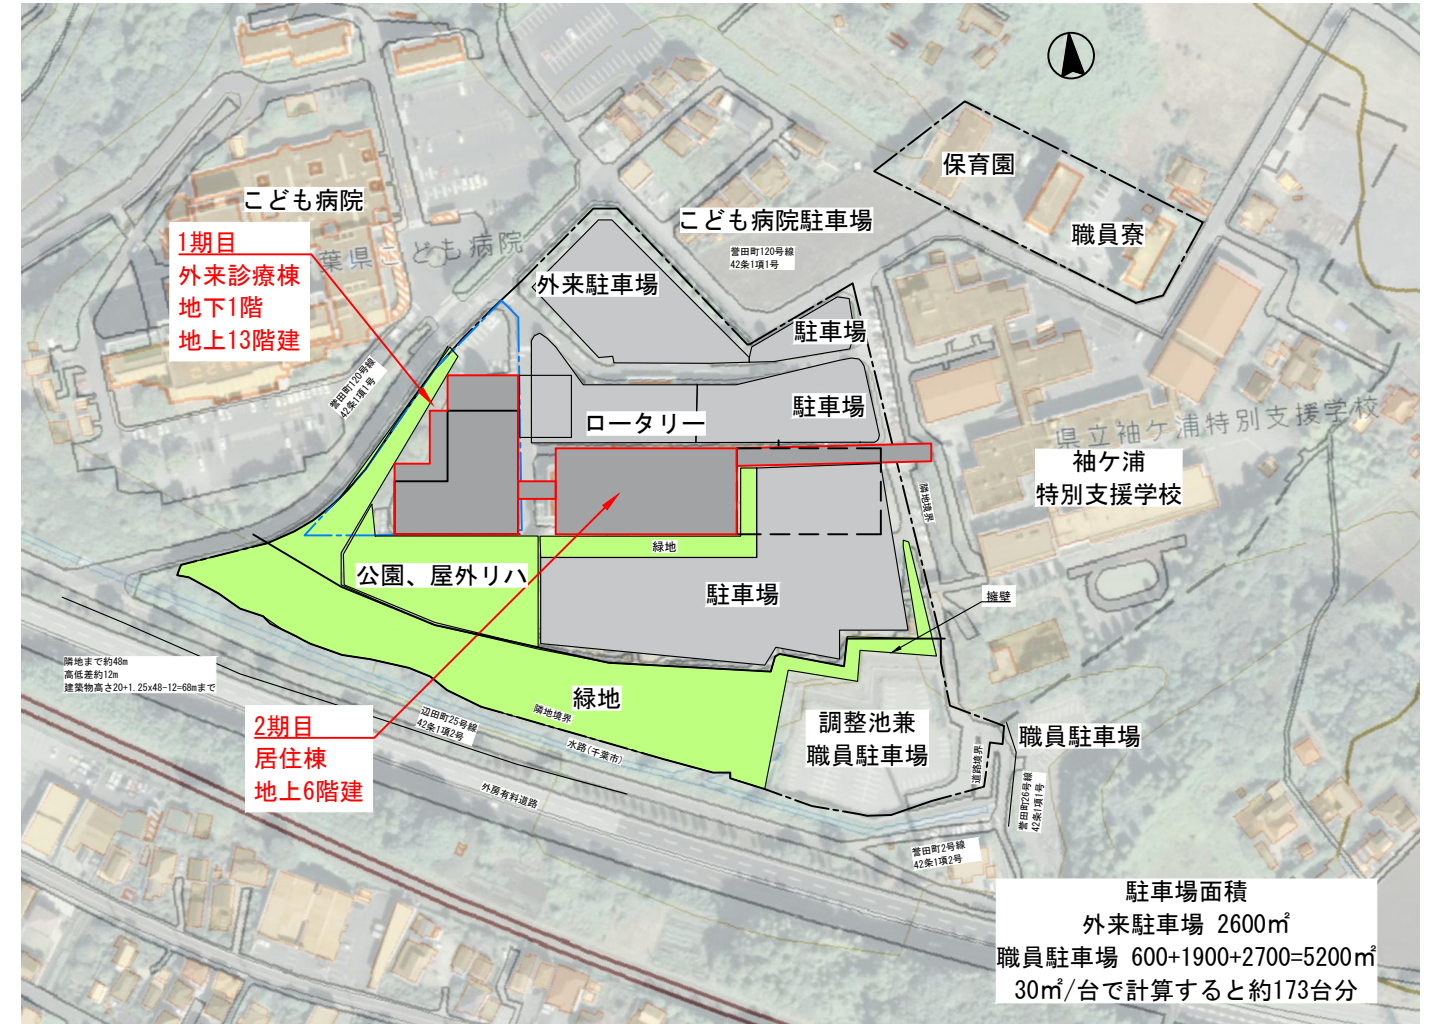 保育園
こども病院
こども病院駐車場
職員寮
1期目
外来診療棟
地下1階
地上13階建
葉県こども病院
誉田町120号線
42条1項1号
外来駐車場
駐車場
誉田町120号線
42条1項1号
駐車場
ロータリー
県立袖ケ浦特別支援学校
袖ケ浦
特別支援学校
隣地境界
緑地
公園、屋外リハ
駐車場
擁壁
隣地まで約48m
高低差約12m
建築物高さ20+1.25x48-12=68mまで
緑地
隣地境界
辺田町25号線
42条1項2号
水路(千葉市)
2期目
居住棟
地上6階建
調整池兼
職員駐車場
職員駐車場
道路境界
誉田町26号線
42条1項1号
外房有料道路
誉田町2号線
42条1項2号
駐車場面積
外来駐車場 2600㎡
職員駐車場 600+1900+2700=5200㎡
30㎡/台で計算すると約173台分